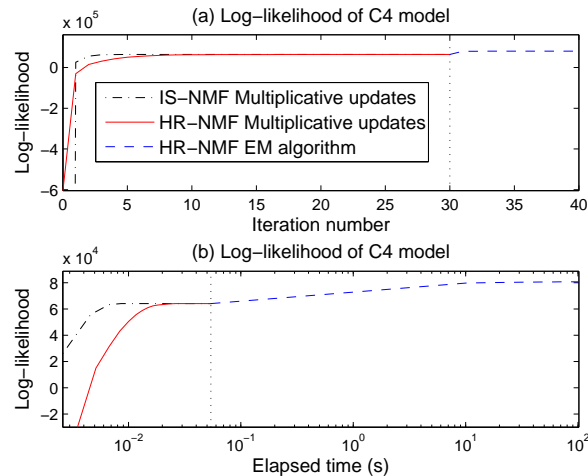 (a) Log−likelihood of C4 model
x 10^5
Log−likelihood
0
−2
−4
−6
IS−NMF Multiplicative updates
HR−NMF Multiplicative updates
HR−NMF EM algorithm
0 5 10 15 20 25 30 35 40
Iteration number
(b) Log−likelihood of C4 model
x 10^4
Log−likelihood
8
6
4
2
0
−2
10^−2 10^−1 10^0 10^1 10^2
Elapsed time (s)